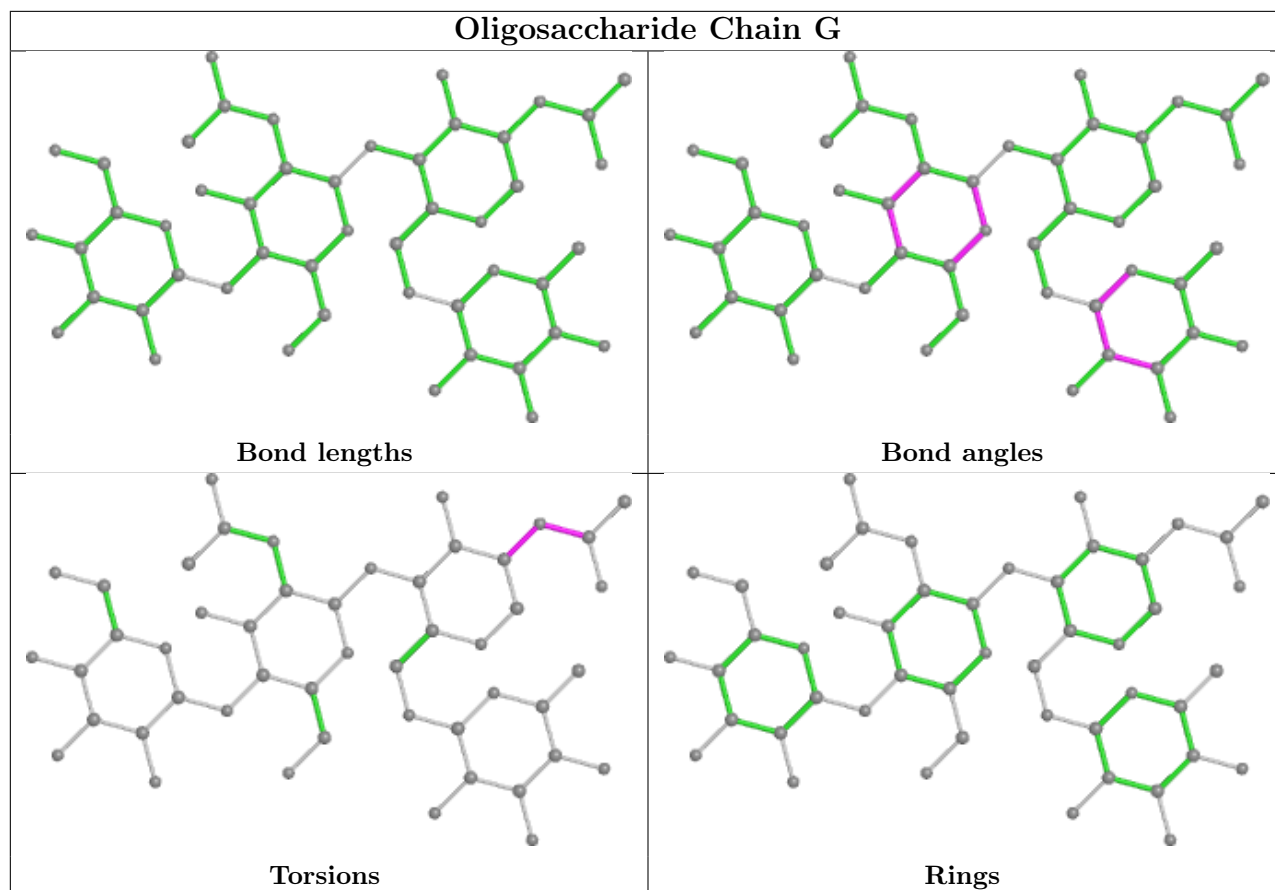 Oligosaccharide Chain G
Bond lengths
Bond angles
Torsions
Rings